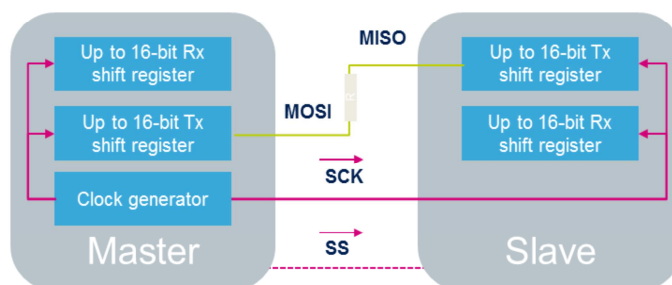 Up to 16-bit Rx
shift register
MISO
Up to 16-bit Tx
shift register
MOSI
R
Up to 16-bit Tx
shift register
Up to 16-bit Rx
shift register
SCK
Clock generator
SS
Master
Slave